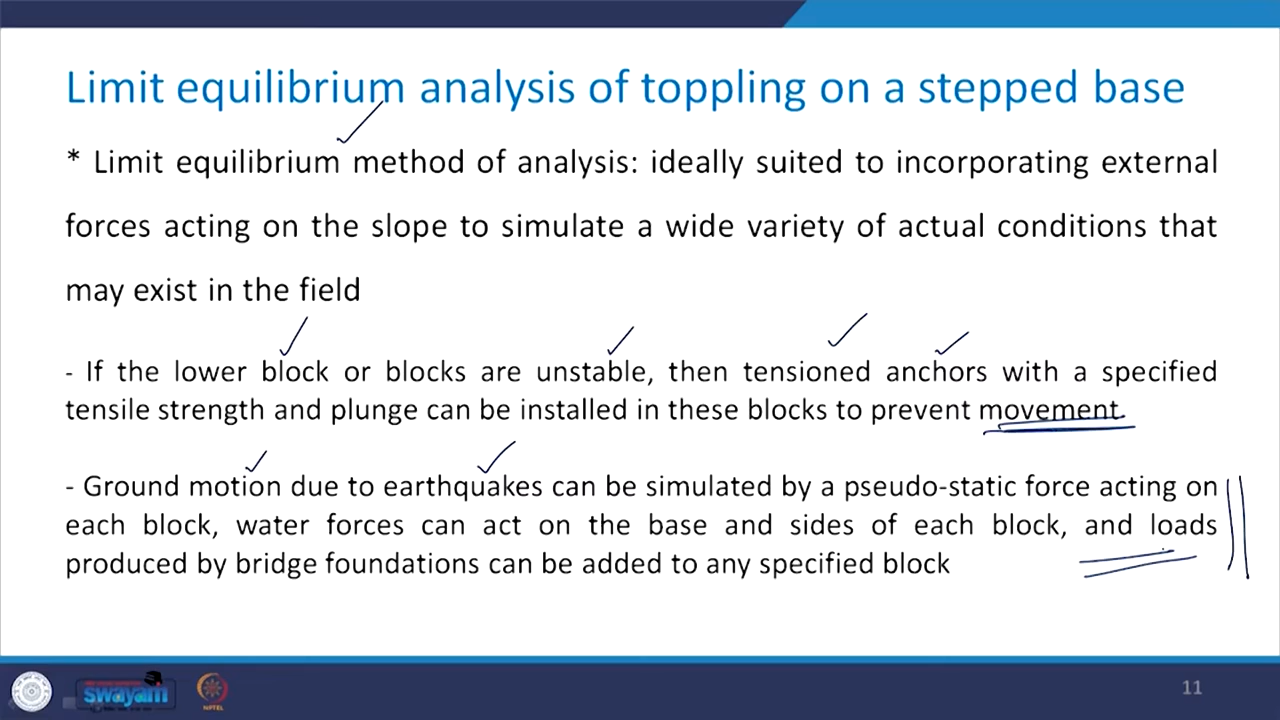 Limit equilibrium analysis of toppling on a stepped base
* Limit equilibrium method of analysis: ideally suited to incorporating external
forces acting on the slope to simulate a wide variety of actual conditions that
may exist in the field
- If the lower block or blocks are unstable, then tensioned anchors with a specified
tensile strength and plunge can be installed in these blocks to prevent movement
- Ground motion due to earthquakes can be simulated by a pseudo-static force acting on
each block, water forces can act on the base and sides of each block, and loads
produced by bridge foundations can be added to any specified block
swayam
NPTEL
11